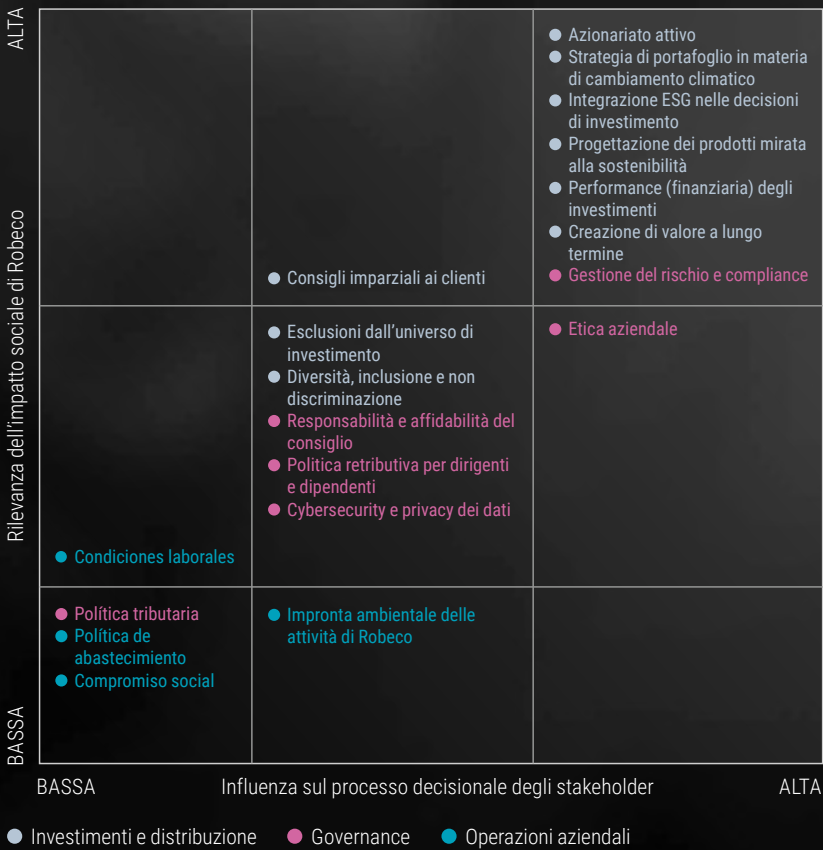 ALTA
Rilevanza dell'impatto sociale di Robeco
BASSA
● Consigli imparziali ai clienti
● Azionariato attivo
● Strategia di portafoglio in materia
di cambiamento climatico
● Integrazione ESG nelle decisioni
di investimento
● Progettazione dei prodotti mirata
alla sostenibilità
● Performance (finanziaria) degli
investimenti
● Creazione di valore a lungo
termine
● Gestione del rischio e compliance
● Condiciones laborales
● Esclusioni dall'universo di
investimento
● Diversità, inclusione e non
discriminazione
● Responsabilità e affidabilità del
consiglio
● Politica retributiva per dirigenti
e dipendenti
● Cybersecurity e privacy dei dati
● Etica aziendale
● Política tributaria
● Política de
abastecimiento
● Compromiso social
● Impronta ambientale delle
attività di Robeco
BASSA
Influenza sul processo decisionale degli stakeholder
ALTA
● Investimenti e distribuzione
● Governance
● Operazioni aziendali